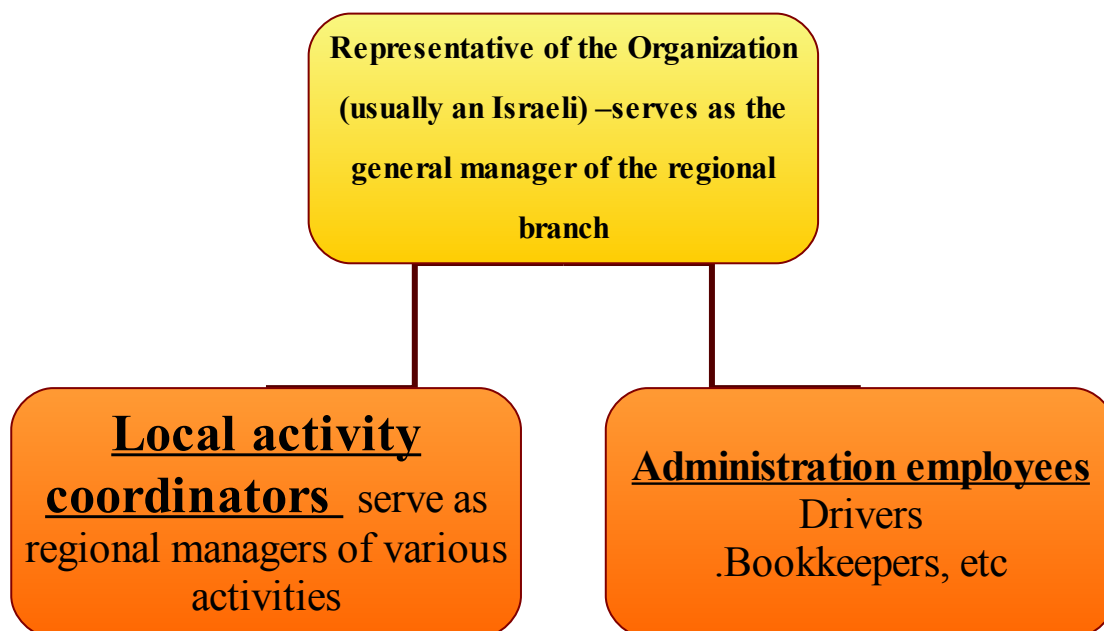 Representative of the Organization
(usually an Israeli) –serves as the
general manager of the regional
branch
Local activity
coordinators serve as
regional managers of various
activities
Administration employees
Drivers
.Bookkeepers, etc